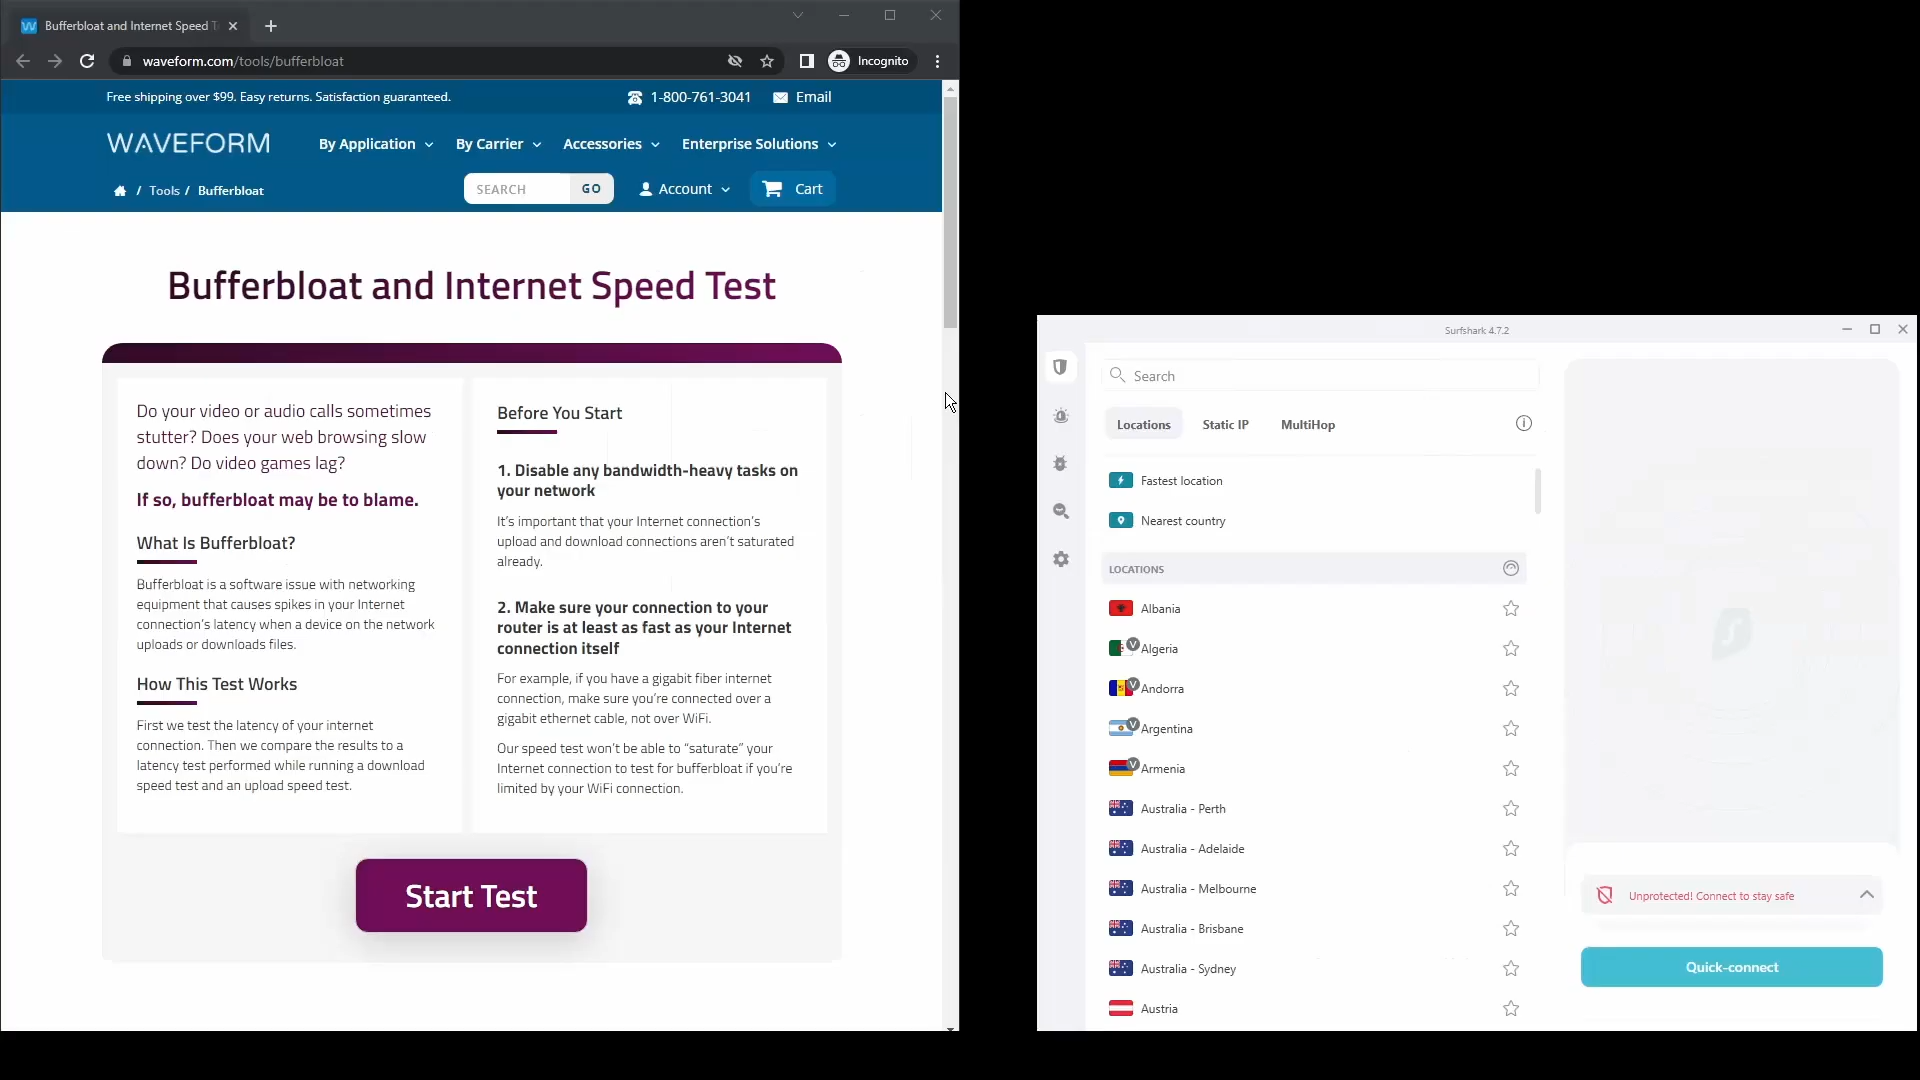 Bufferbloat and Internet Speed T
waveform.com/tools/bufferbloat
Incognito
Free shipping over $99. Easy returns. Satisfaction guaranteed.
1-800-761-3041
Email
WAVEFORM
By Application
By Carrier
Accessories
Enterprise Solutions
/ Tools / Bufferbloat
SEARCH
GO
Account
Cart
Bufferbloat and Internet Speed Test
Do your video or audio calls sometimes
stutter? Does your web browsing slow
down? Do video games lag?
If so, bufferbloat may be to blame.
What Is Bufferbloat?
Bufferbloat is a software issue with networking
equipment that causes spikes in your Internet
connection's latency when a device on the network
uploads or downloads files.
How This Test Works
First we test the latency of your internet
connection. Then we compare the results to a
latency test performed while running a download
speed test and an upload speed test.
Before You Start
1. Disable any bandwidth-heavy tasks on
your network
It's important that your Internet connection's
upload and download connections aren't saturated
already.
2. Make sure your connection to your
router is at least as fast as your Internet
connection itself
For example, if you have a gigabit fiber internet
connection, make sure you're connected over a
gigabit ethernet cable, not over WiFi.
Our speed test won't be able to “saturate” your
Internet connection to test for bufferbloat if you're
limited by your WiFi connection.
Start Test
Surfshark 4.7.2
Search
Locations
Static IP
MultiHop
Fastest location
Nearest country
LOCATIONS
Albania
V
Algeria
V
Andorra
V
Argentina
V
Armenia
Australia - Perth
Australia - Adelaide
Australia - Melbourne
Australia - Brisbane
Australia - Sydney
Austria
Unprotected! Connect to stay safe
Quick-connect